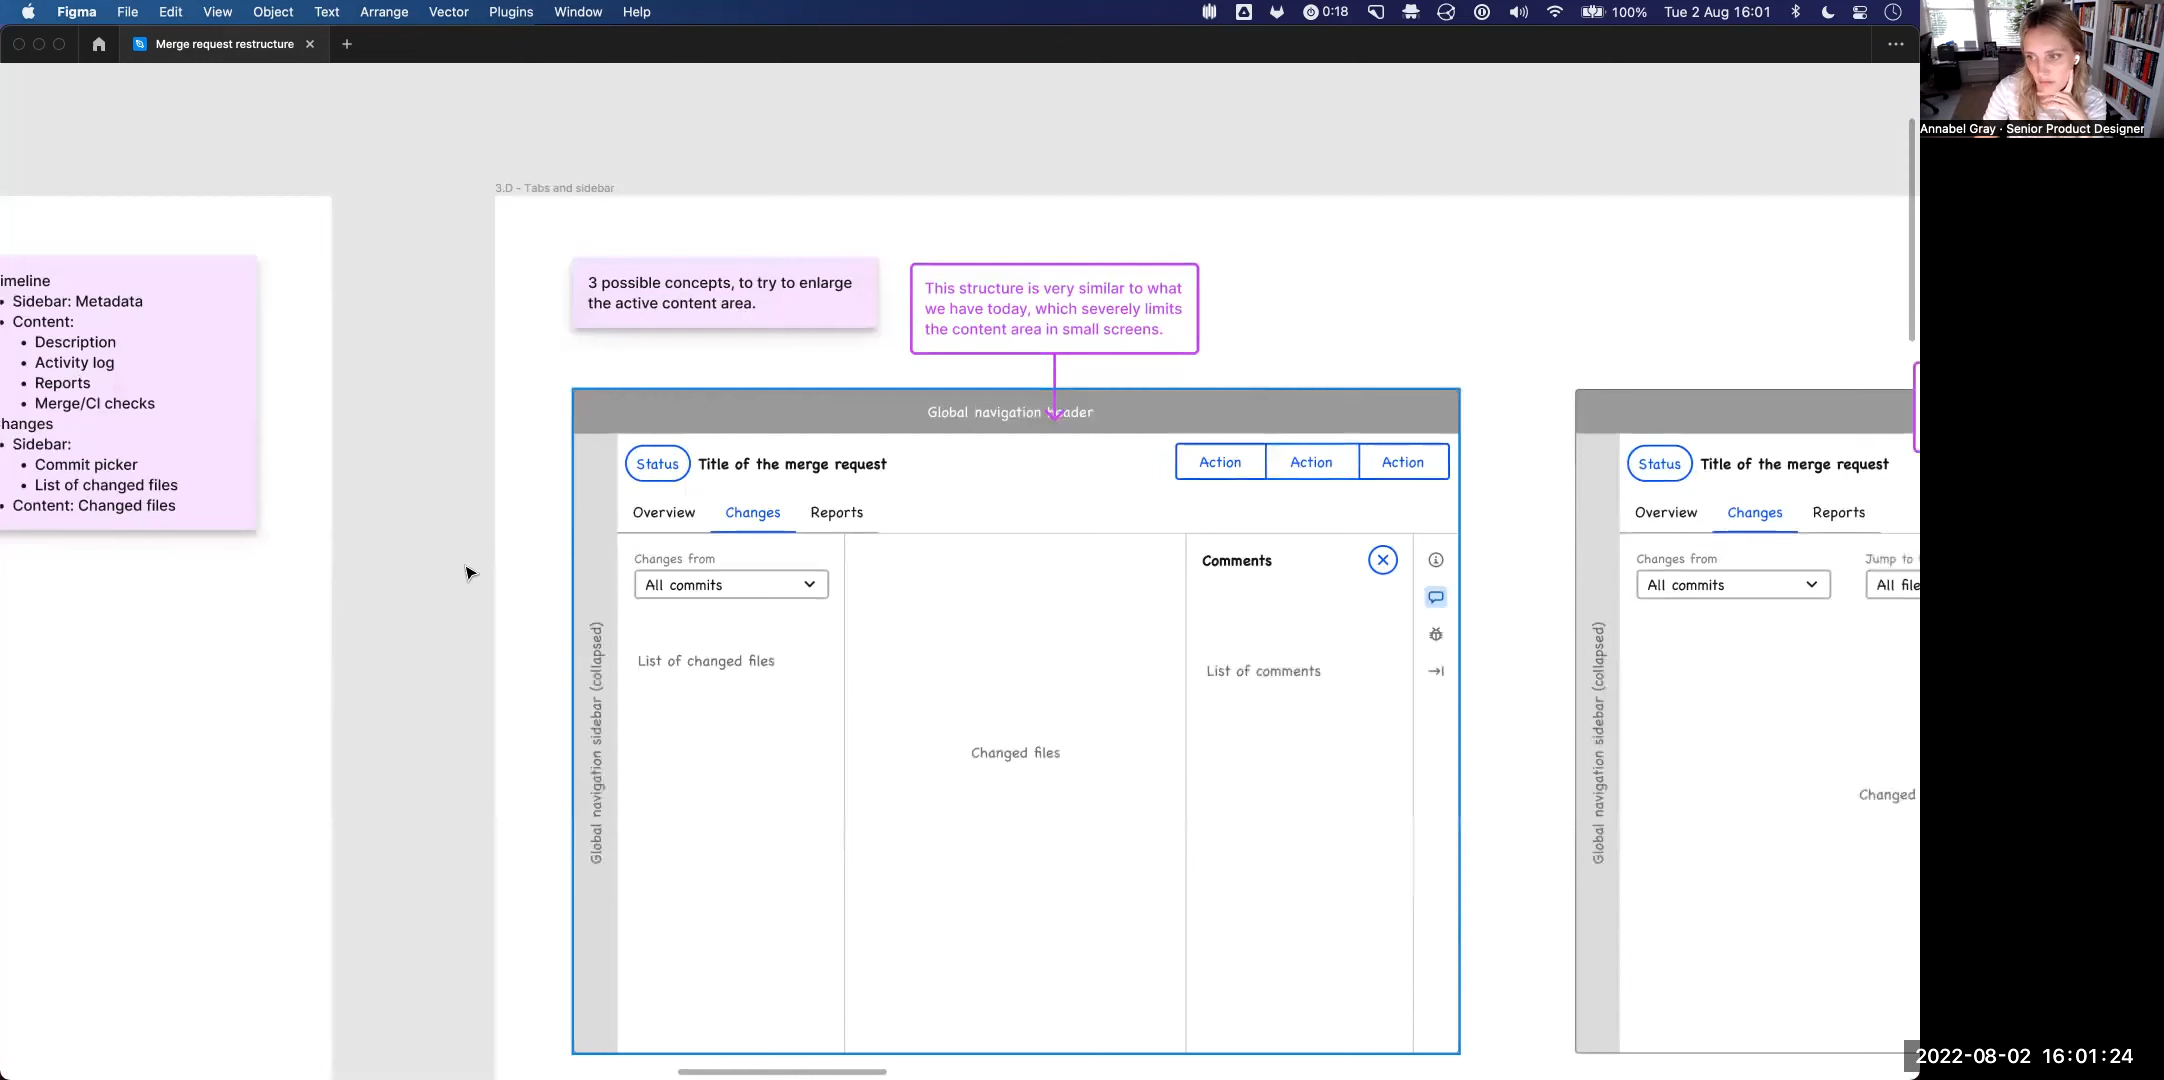 Figma File Edit View Object Text Arrange Vector Plugins Window Help
0:18 100% Tue 2 Aug 16:01
Merge request restructure
Annabel Gray · Senior Product Designer
3.D - Tabs and sidebar
imeline
• Sidebar: Metadata
• Content:
• Description
• Activity log
• Reports
• Merge/CI checks
hanges
• Sidebar:
• Commit picker
• List of changed files
• Content: Changed files
3 possible concepts, to try to enlarge
the active content area.
This structure is very similar to what
we have today, which severely limits
the content area in small screens.
Global navigation header
Status Title of the merge request
Action Action Action
Overview Changes Reports
Changes from
All commits
List of changed files
Changed files
Comments
List of comments
Global navigation sidebar (collapsed)
Status Title of the merge request
Overview Changes Reports
Changes from
Jump to
All commits
All file
Changed
Global navigation sidebar (collapsed)
2022-08-02 16:01:24